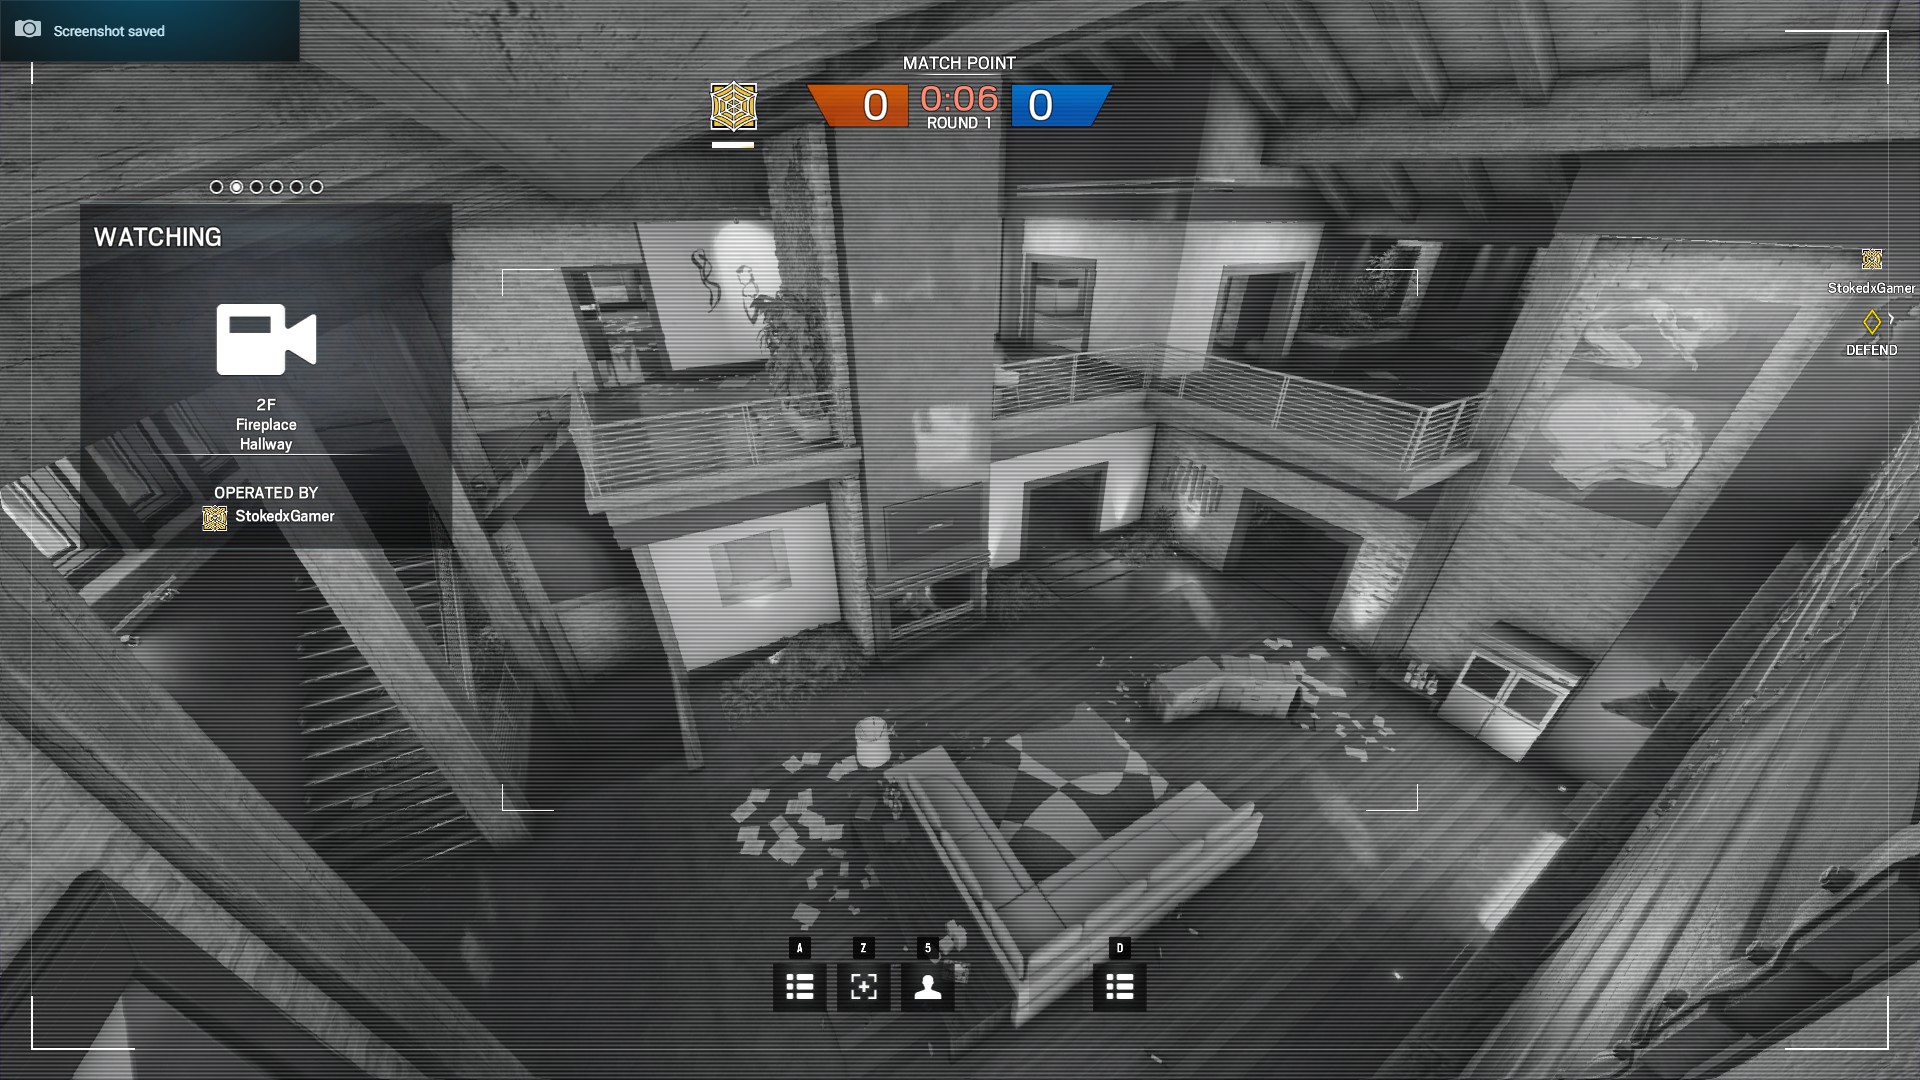 Screenshot saved
MATCH POINT
0
0:06
0
ROUND 1
WATCHING
2F
Fireplace
Hallway
OPERATED BY
StokedxGamer
StokedxGamer
DEFEND
A
Z
5
D